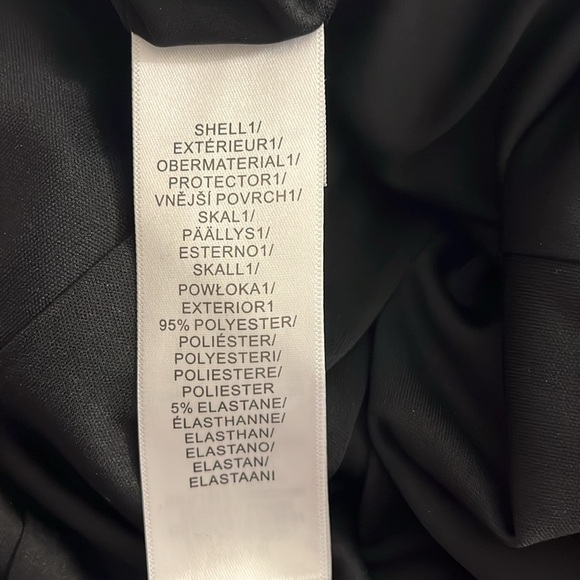 SHELL1/
EXTÉRIEUR1/
OBERMATERIAL1/
PROTECTOR1/
VNĚJŠÍ POVRCH1/
SKAL1/
PÄÄLLYS1/
ESTERNO1/
SKALL1/
POWŁOKA1/
EXTERIOR1
95% POLYESTER/
POLIÉSTER/
POLYESTERI/
POLIESTERE/
POLIESTER
5% ELASTANE/
ÉLASTHANNE/
ELASTHAN/
ELASTANO/
ELASTAN/
ELASTAANI